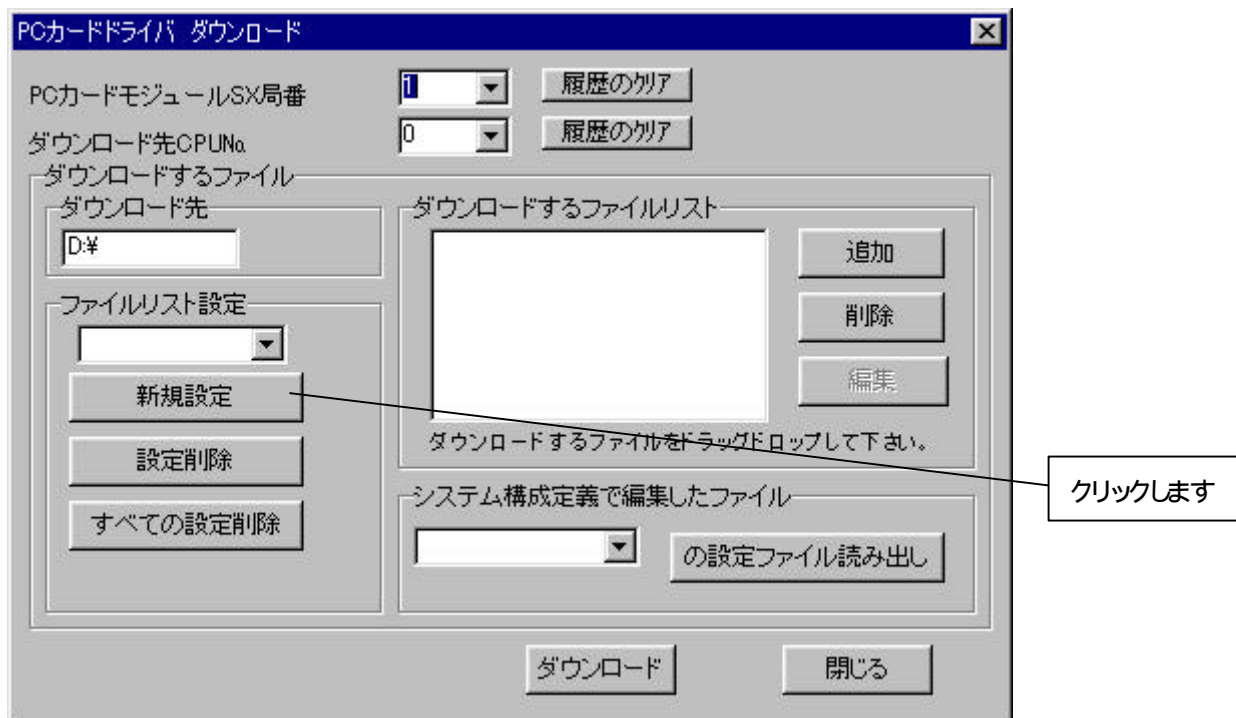 PCカードドライバ ダウンロード
PCカードモジュールSX局番
1
履歴のクリア
ダウンロード先CPUNo.
0
履歴のクリア
ダウンロードするファイル
ダウンロード先
D:¥
ファイルリスト設定
新規設定
設定削除
すべての設定削除
ダウンロードするファイルリスト
追加
削除
編集
ダウンロードするファイルをドラッグドロップして下さい。
システム構成定義で編集したファイル
の設定ファイル読み出し
クリックします
ダウンロード
閉じる